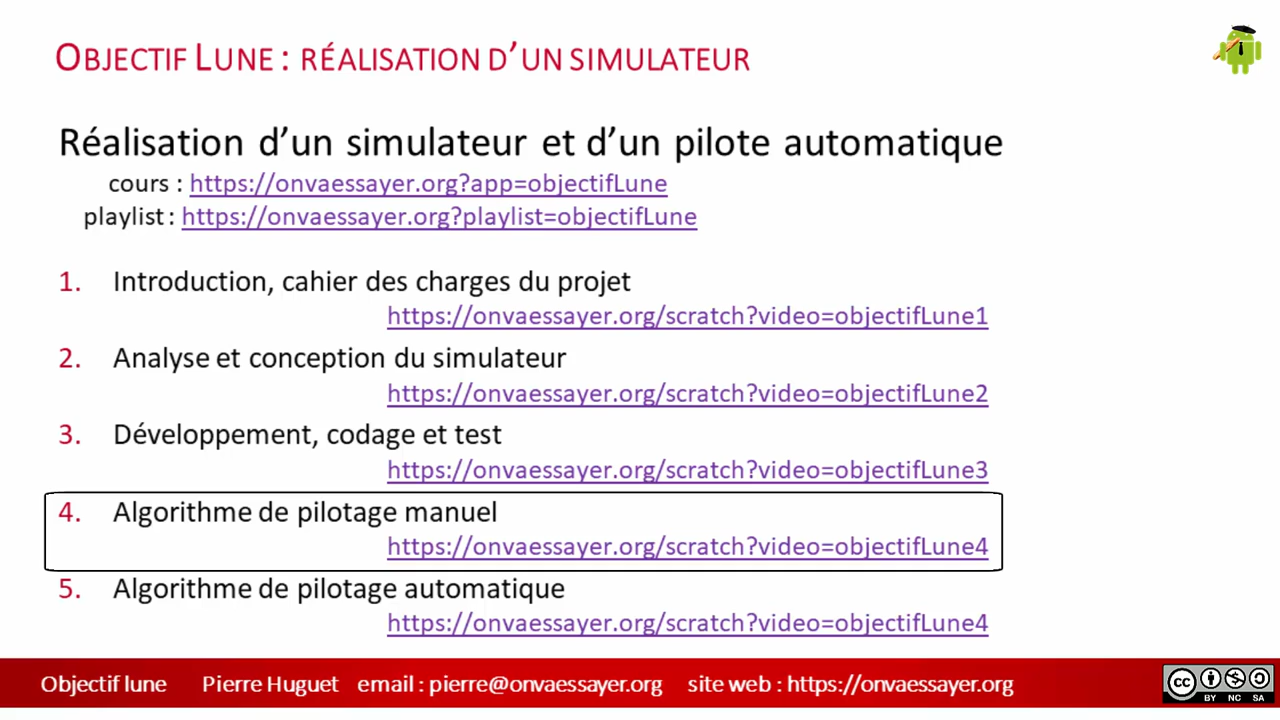 OBJECTIF LUNE : RÉALISATION D’UN SIMULATEUR
Réalisation d’un simulateur et d’un pilote automatique
cours : https://onvaessayer.org?app=objectifLune
playlist : https://onvaessayer.org?playlist=objectifLune
1. Introduction, cahier des charges du projet
https://onvaessayer.org/scratch?video=objectifLune1
2. Analyse et conception du simulateur
https://onvaessayer.org/scratch?video=objectifLune2
3. Développement, codage et test
https://onvaessayer.org/scratch?video=objectifLune3
4. Algorithme de pilotage manuel
https://onvaessayer.org/scratch?video=objectifLune4
5. Algorithme de pilotage automatique
https://onvaessayer.org/scratch?video=objectifLune4
Objectif lune Pierre Huguet email : pierre@onvaessayer.org site web : https://onvaessayer.org
cc BY NC SA